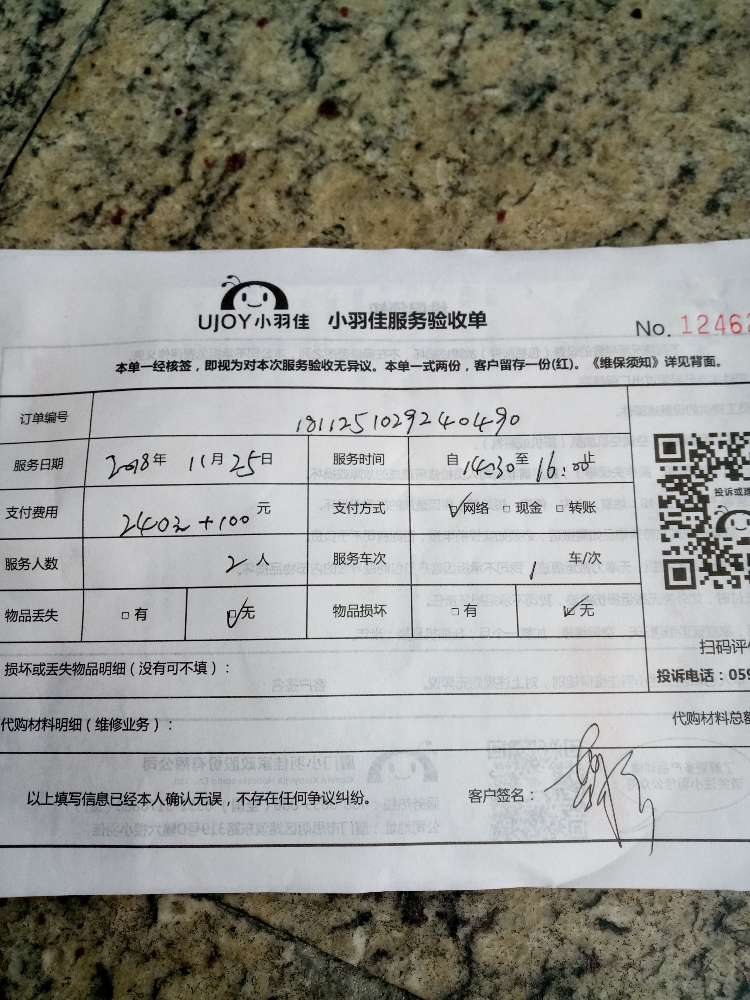 UJOY小羽佳 小羽佳服务验收单
No. 12462
本单一经核签，即视为对本次服务验收无异议。本单一式两份，客户留存一份(红)。《维保须知》详见背面。
订单编号 18112510292404490
服务日期 2018年 11月25日 服务时间 自 14:30 至 16:00 止
支付费用 2402+100 元 支付方式 ☑网络 □现金 □转账
投诉或
服务人数 2 人 服务车次 1 车/次
物品丢失 □有 ☑无 物品损坏 □有 ☑无
扫码评
损坏或丢失物品明细（没有可不填）：
投诉电话：059
代购材料明细（维修业务）： 代购材料总
以上填写信息已经本人确认无误，不存在任何争议纠纷。 客户签名：